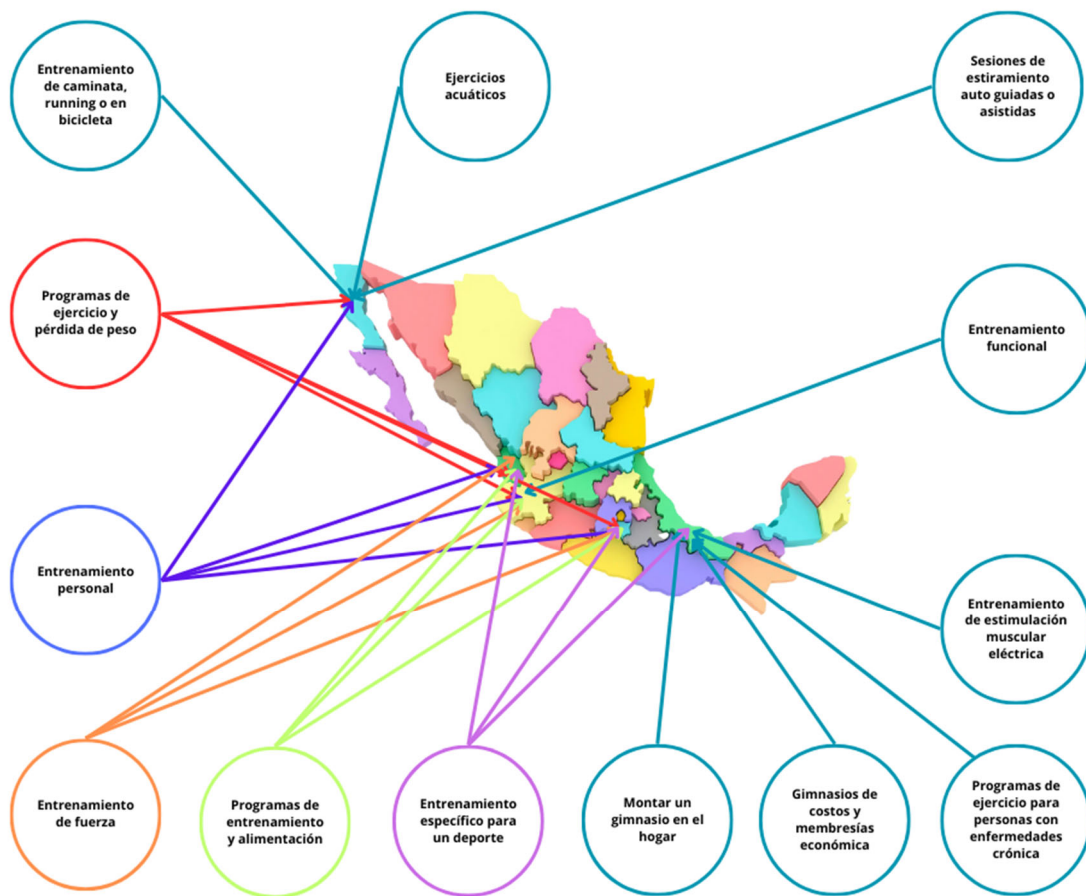 Entrenamiento
de caminata,
running o en
bicicleta
Ejercicios
acuáticos
Sesiones de
estiramiento
auto guiadas o
asistidas
Programas de
ejercicio y
pérdida de peso
Entrenamiento
funcional
Entrenamiento
personal
Entrenamiento
de estimulación
muscular
eléctrica
Entrenamiento
de fuerza
Programas de
entrenamiento
y alimentación
Entrenamiento
específico para
un deporte
Montar un
gimnasio en el
hogar
Gimnasios de
costos y
membresías
económica
Programas de
ejercicio para
personas con
enfermedades
crónica